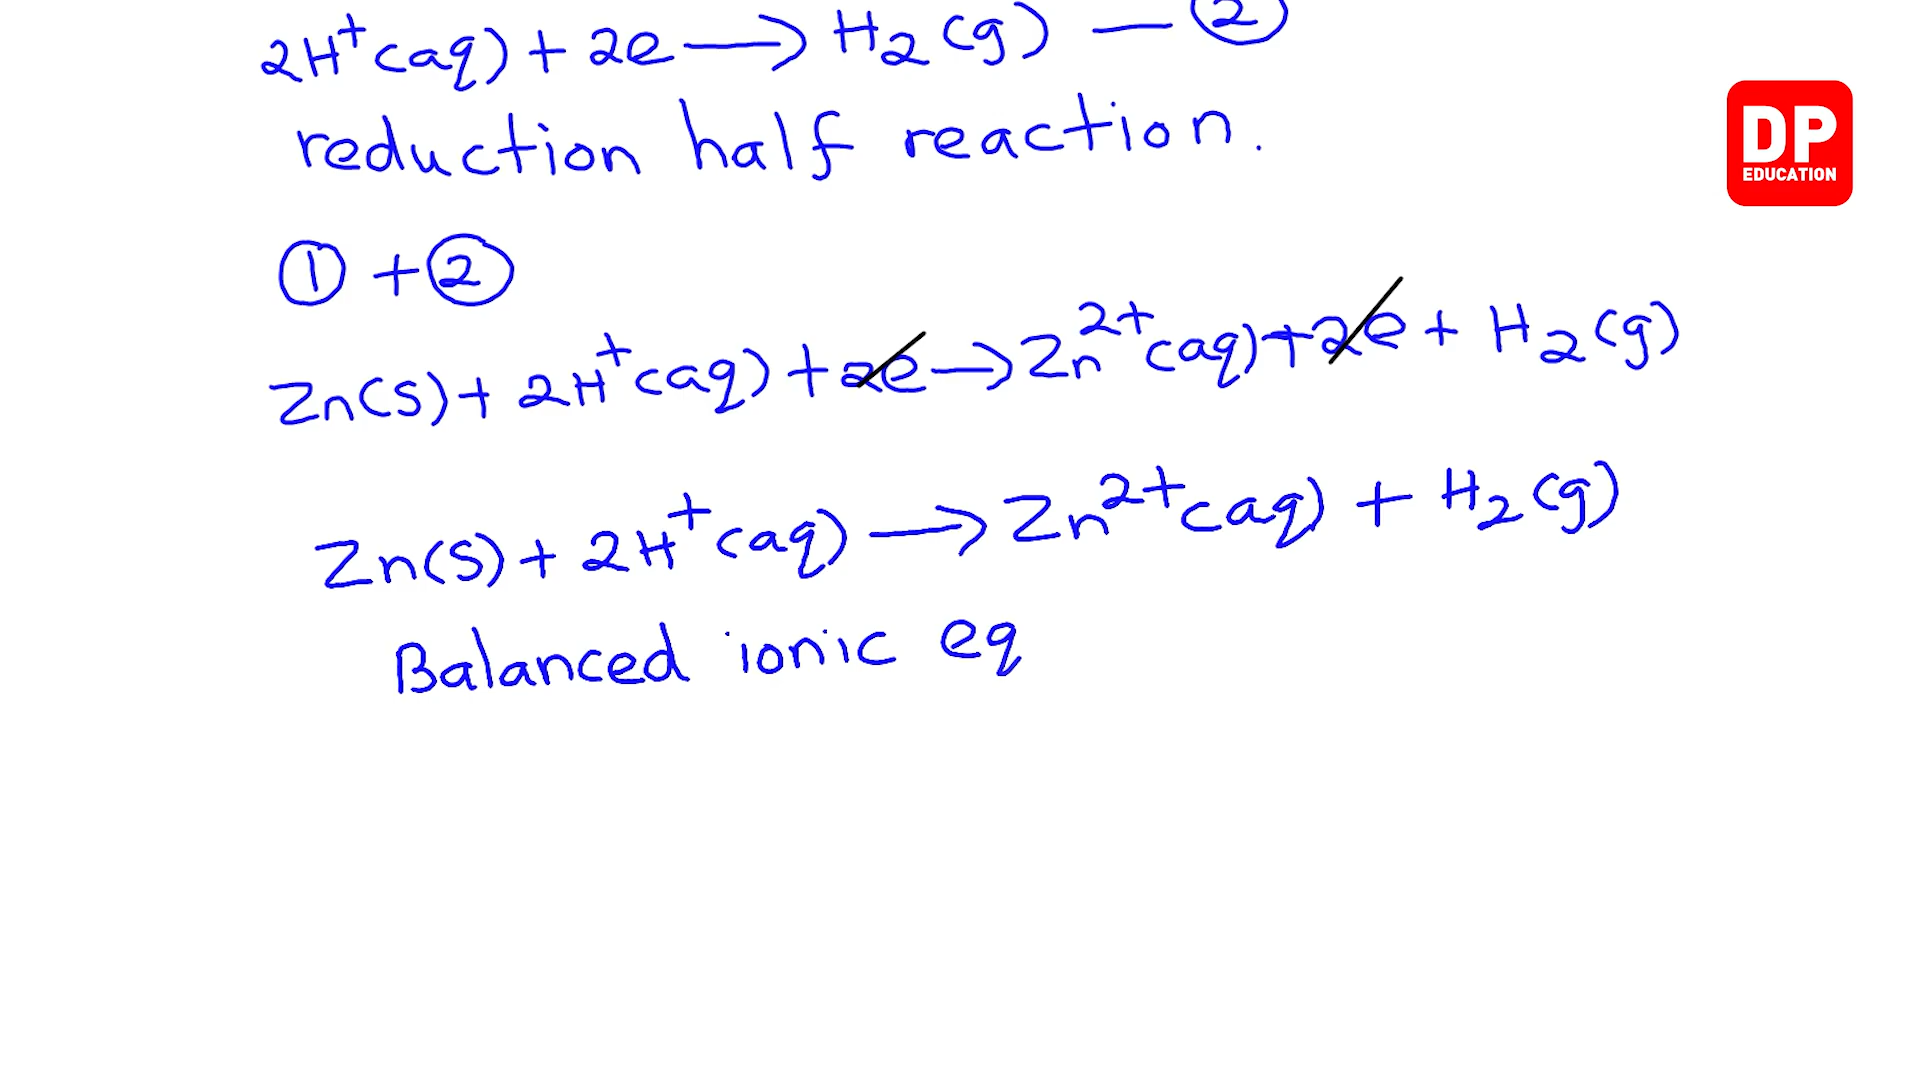 2H⁺(aq) + 2e ⟶ H₂(g) — ②
reduction half reaction.
DP
EDUCATION
① + ②
Zn(s) + 2H⁺(aq) + 2e ⟶ Zn²⁺(aq) + 2e + H₂(g)
Zn(s) + 2H⁺(aq) ⟶ Zn²⁺(aq) + H₂(g)
Balanced ionic eq